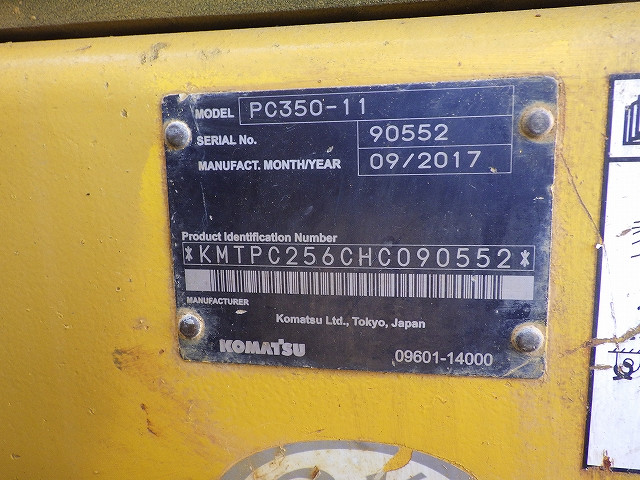 MODEL PC350-11
SERIAL No. 90552
MANUFACT. MONTH/YEAR 09/2017
Product Identification Number
*KMTPC256CHC090552*
MANUFACTURER
Komatsu Ltd., Tokyo, Japan
KOMATSU 09601-14000